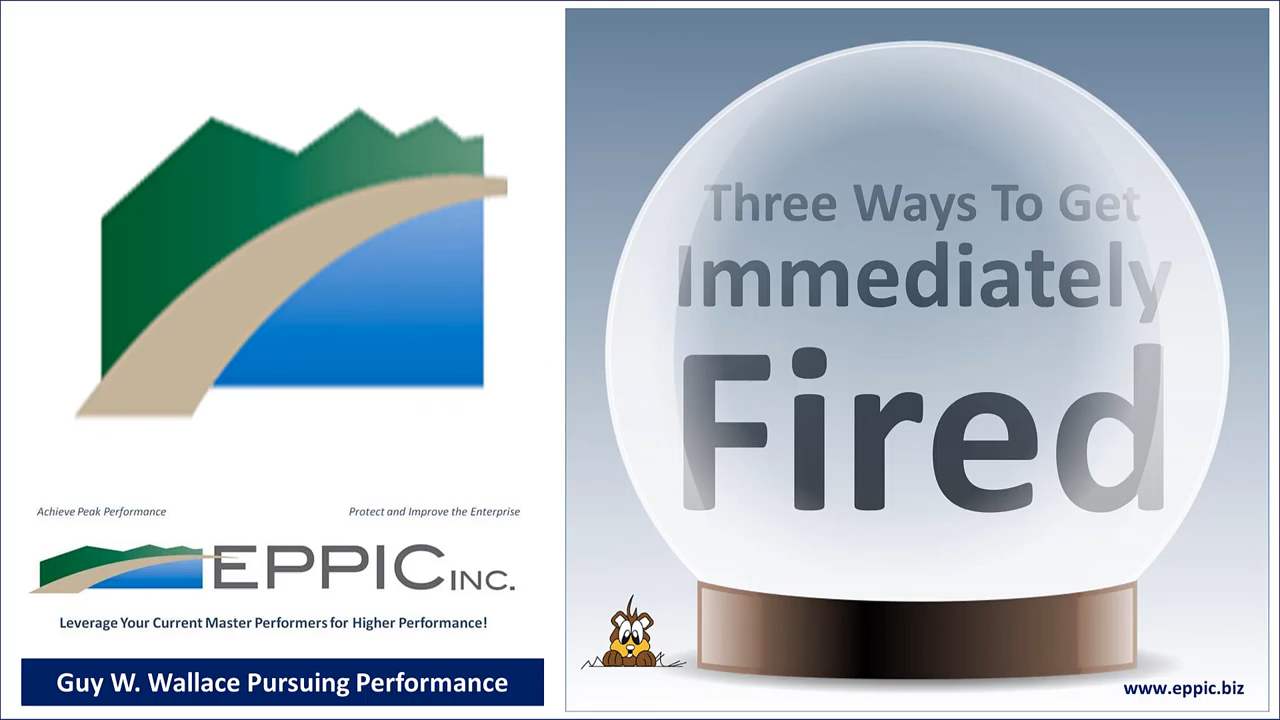 Achieve Peak Performance
Protect and Improve the Enterprise
EPPIC INC.
Leverage Your Current Master Performers for Higher Performance!
Guy W. Wallace Pursuing Performance
Three Ways To Get
Immediately
Fired
www.eppic.biz